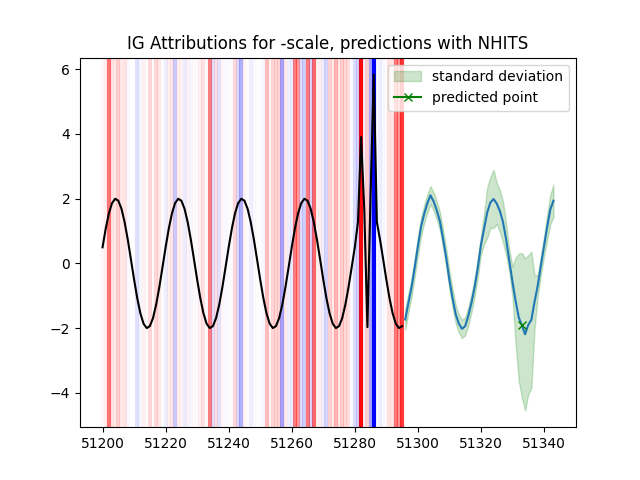 IG Attributions for -scale, predictions with NHITS
standard deviation
predicted point
6
4
2
0
−2
−4
51200 51220 51240 51260 51280 51300 51320 51340